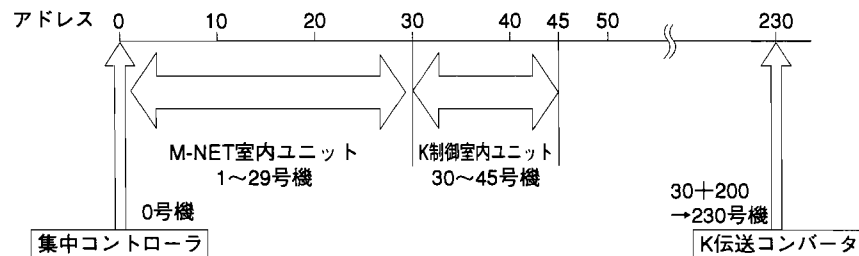 アドレス 0 10 20 30 40 45 50 230
M-NET室内ユニット
1〜29号機
K制御室内ユニット
30〜45号機
0号機
集中コントローラ
30+200
→230号機
K伝送コンバータ